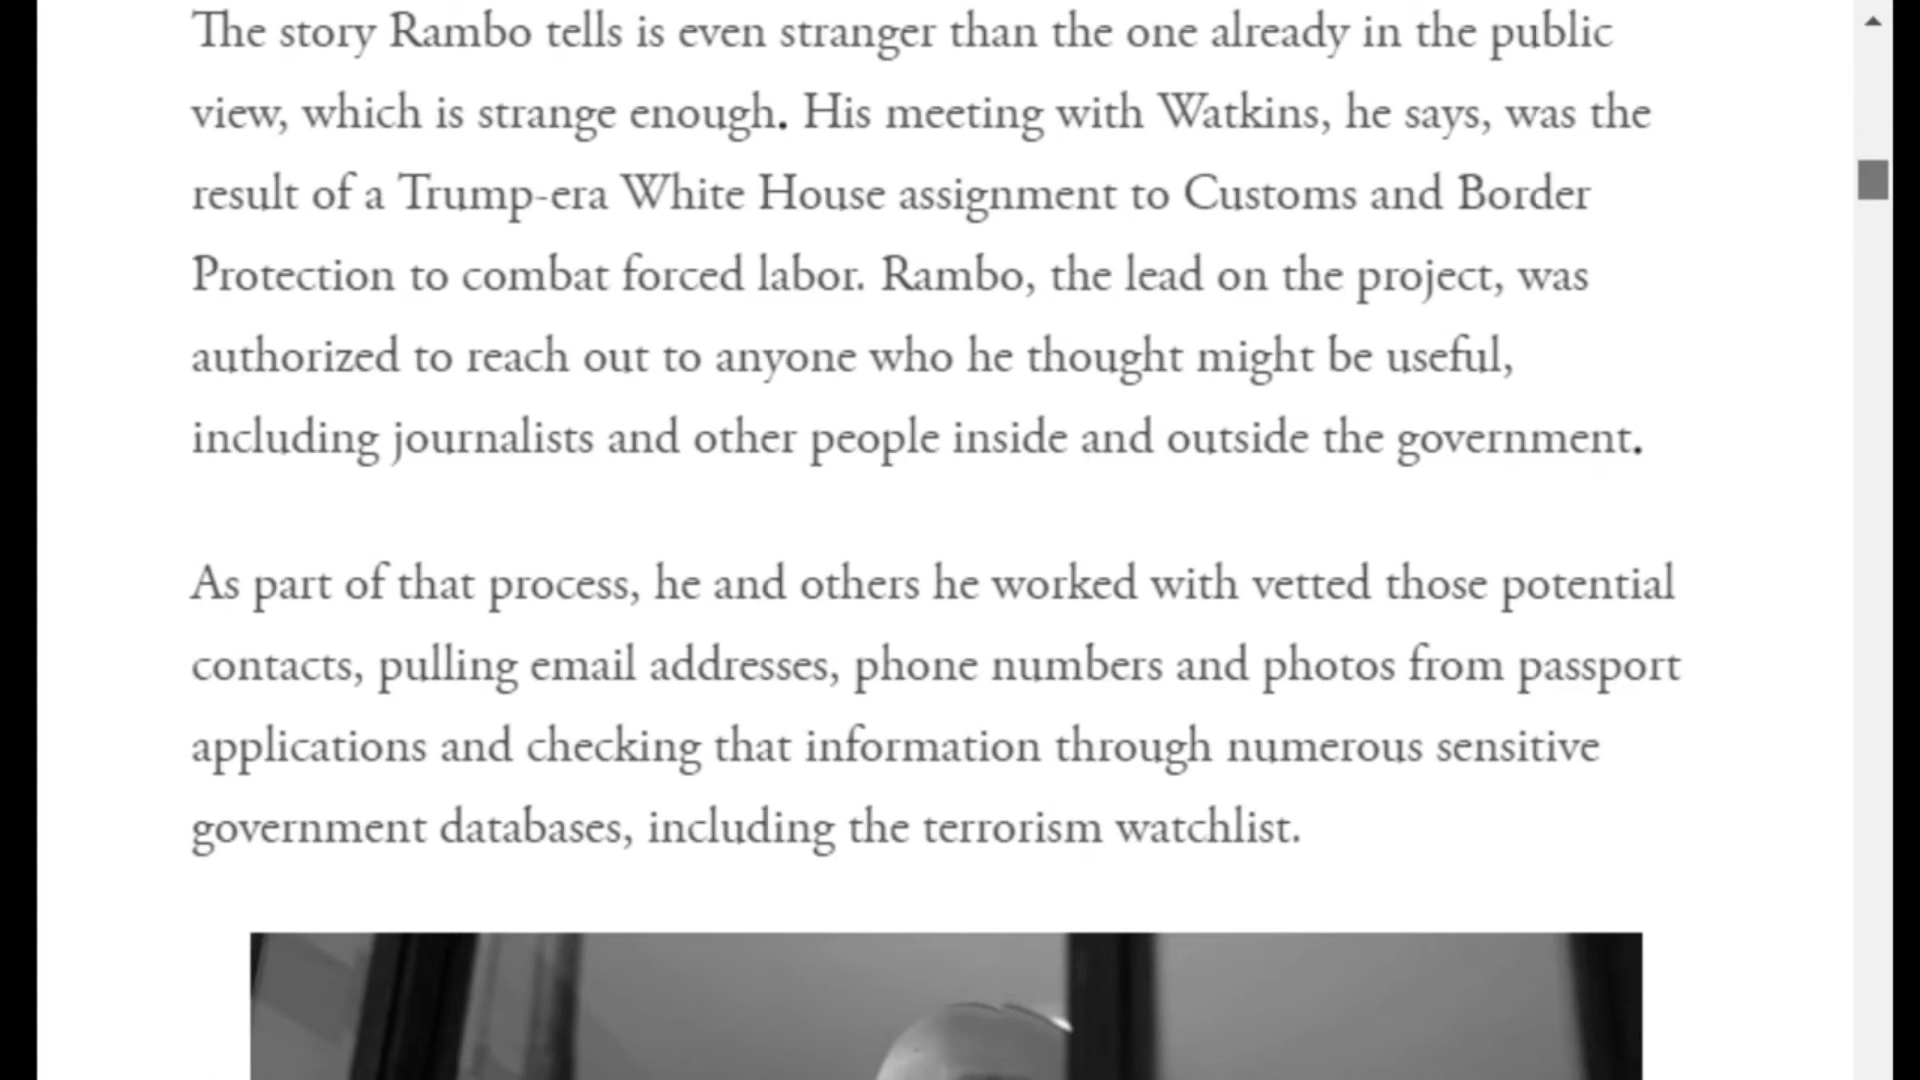 The story Rambo tells is even stranger than the one already in the public
view, which is strange enough. His meeting with Watkins, he says, was the
result of a Trump-era White House assignment to Customs and Border
Protection to combat forced labor. Rambo, the lead on the project, was
authorized to reach out to anyone who he thought might be useful,
including journalists and other people inside and outside the government.
As part of that process, he and others he worked with vetted those potential
contacts, pulling email addresses, phone numbers and photos from passport
applications and checking that information through numerous sensitive
government databases, including the terrorism watchlist.